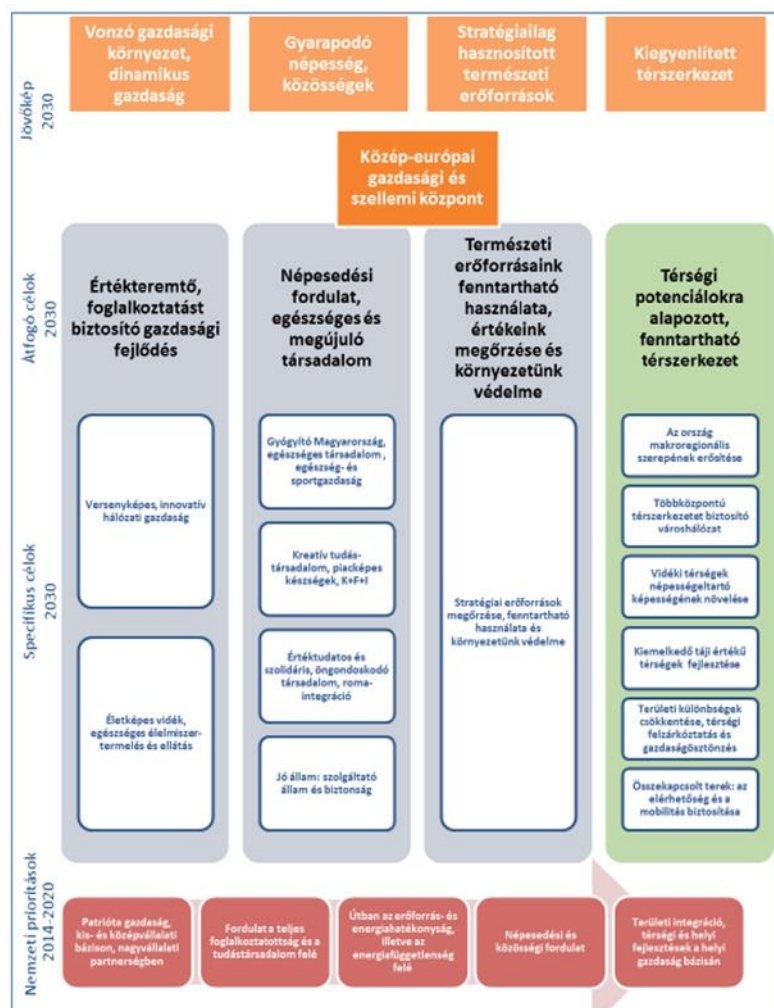 Jövőkép
2030
Vonzó gazdasági
környezet,
dinamikus
gazdaság
Gyarapodó
népesség,
közösségek
Stratégiailag
hasznosított
természeti
erőforrások
Kiegyenlített
térszerkezet
Közép-európai
gazdasági és
szellemi központ
Átfogó célok
2030
Értékteremtő,
foglalkoztatást
biztosító gazdasági
fejlődés
Népesedési
fordulat,
egészséges és
megújuló
társadalom
Természeti
erőforrásaink
fenntartható
használata,
értékeink
megőrzése és
környezetünk
védelme
Térségi
potenciálokra
alapozott,
fenntartható
térszerkezet
Specifikus célok
2030
Versenyképes, innovatív
hálózati gazdaság
Életképes vidék,
egészséges élelmiszer-
termelés és ellátás
Gyógyító Magyarország,
egészséges társadalom ,
egészség- és
sportgazdaság
Kreatív tudás-
társadalom, piacképes
készségek, K+F+I
Értéktudatos és
szolidáris, öngondoskodó
társadalom, roma-
integráció
Jó állam: szolgáltató
állam és biztonság
Stratégiai erőforrások
megőrzése, fenntartható
használata és
környezetünk védelme
Az ország
makroregionális
szerepének erősítése
Többközpontú
térszerkezetet biztosító
városhálózat
Vidéki térségek
népességeltartó
képességének növelése
Kiemelkedő táji értékű
térségek fejlesztése
Területi különbségek
csökkentése, térségi
felzárkóztatás és
gazdaságösztönzés
Összekapcsolt terek: az
elérhetőség és a
mobilitás biztosítása
Nemzeti prioritások
2014-2020
Patrióta gazdaság,
kis- és középvállalati
bázison, nagyvállalati
partnerségben
Fordulat a teljes
foglalkoztatottság és a
tudástársadalom felé
Útban az erőforrás- és
energiahatékonyság,
illetve az
energiafüggetlenség
felé
Népesedési és
közösségi fordulat
Területi integráció,
térségi és helyi
fejlesztések a helyi
gazdaság bázisán